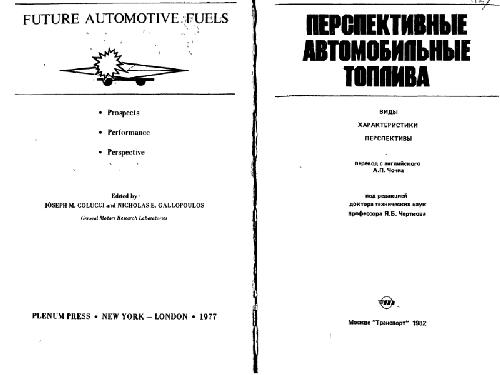 FUTURE AUTOMOTIVE FUELS
• Prospects
• Performance
• Perspective
Edited by
JOSEPH M. COLUCCI and NICHOLAS E. GALLOPOULOS
General Motors Research Laboratories
PLENUM PRESS • NEW YORK – LONDON • 1977
ПЕРСПЕКТИВНЫЕ
АВТОМОБИЛЬНЫЕ
ТОПЛИВА
ВИДЫ
ХАРАКТЕРИСТИКИ
ПЕРСПЕКТИВЫ
перевод с английского
А.П. Чочиа
под редакцией
доктора технических наук
профессора Я.Б. Черткова
Москва "Транспорт" 1982